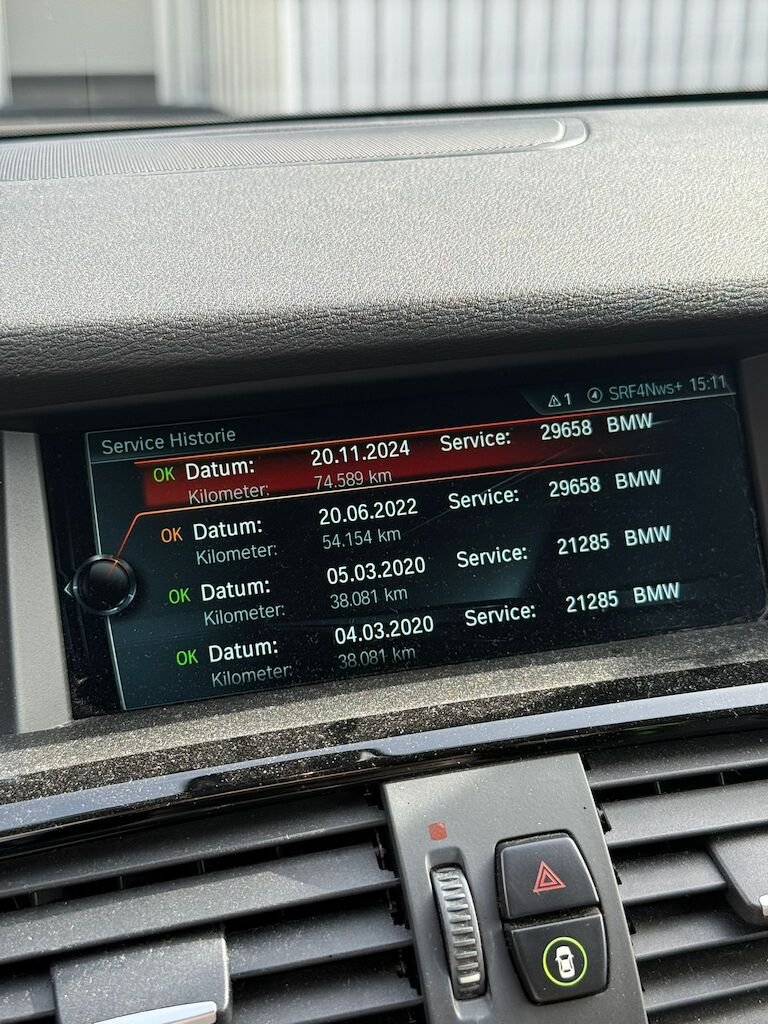 1 SRF4Nws+ 15:11
Service Historie
OK Datum: 20.11.2024 Service: 29658 BMW
Kilometer: 74.589 km
OK Datum: 20.06.2022 Service: 29658 BMW
Kilometer: 54.154 km
OK Datum: 05.03.2020 Service: 21285 BMW
Kilometer: 38.081 km
OK Datum: 04.03.2020 Service: 21285 BMW
Kilometer: 38.081 km